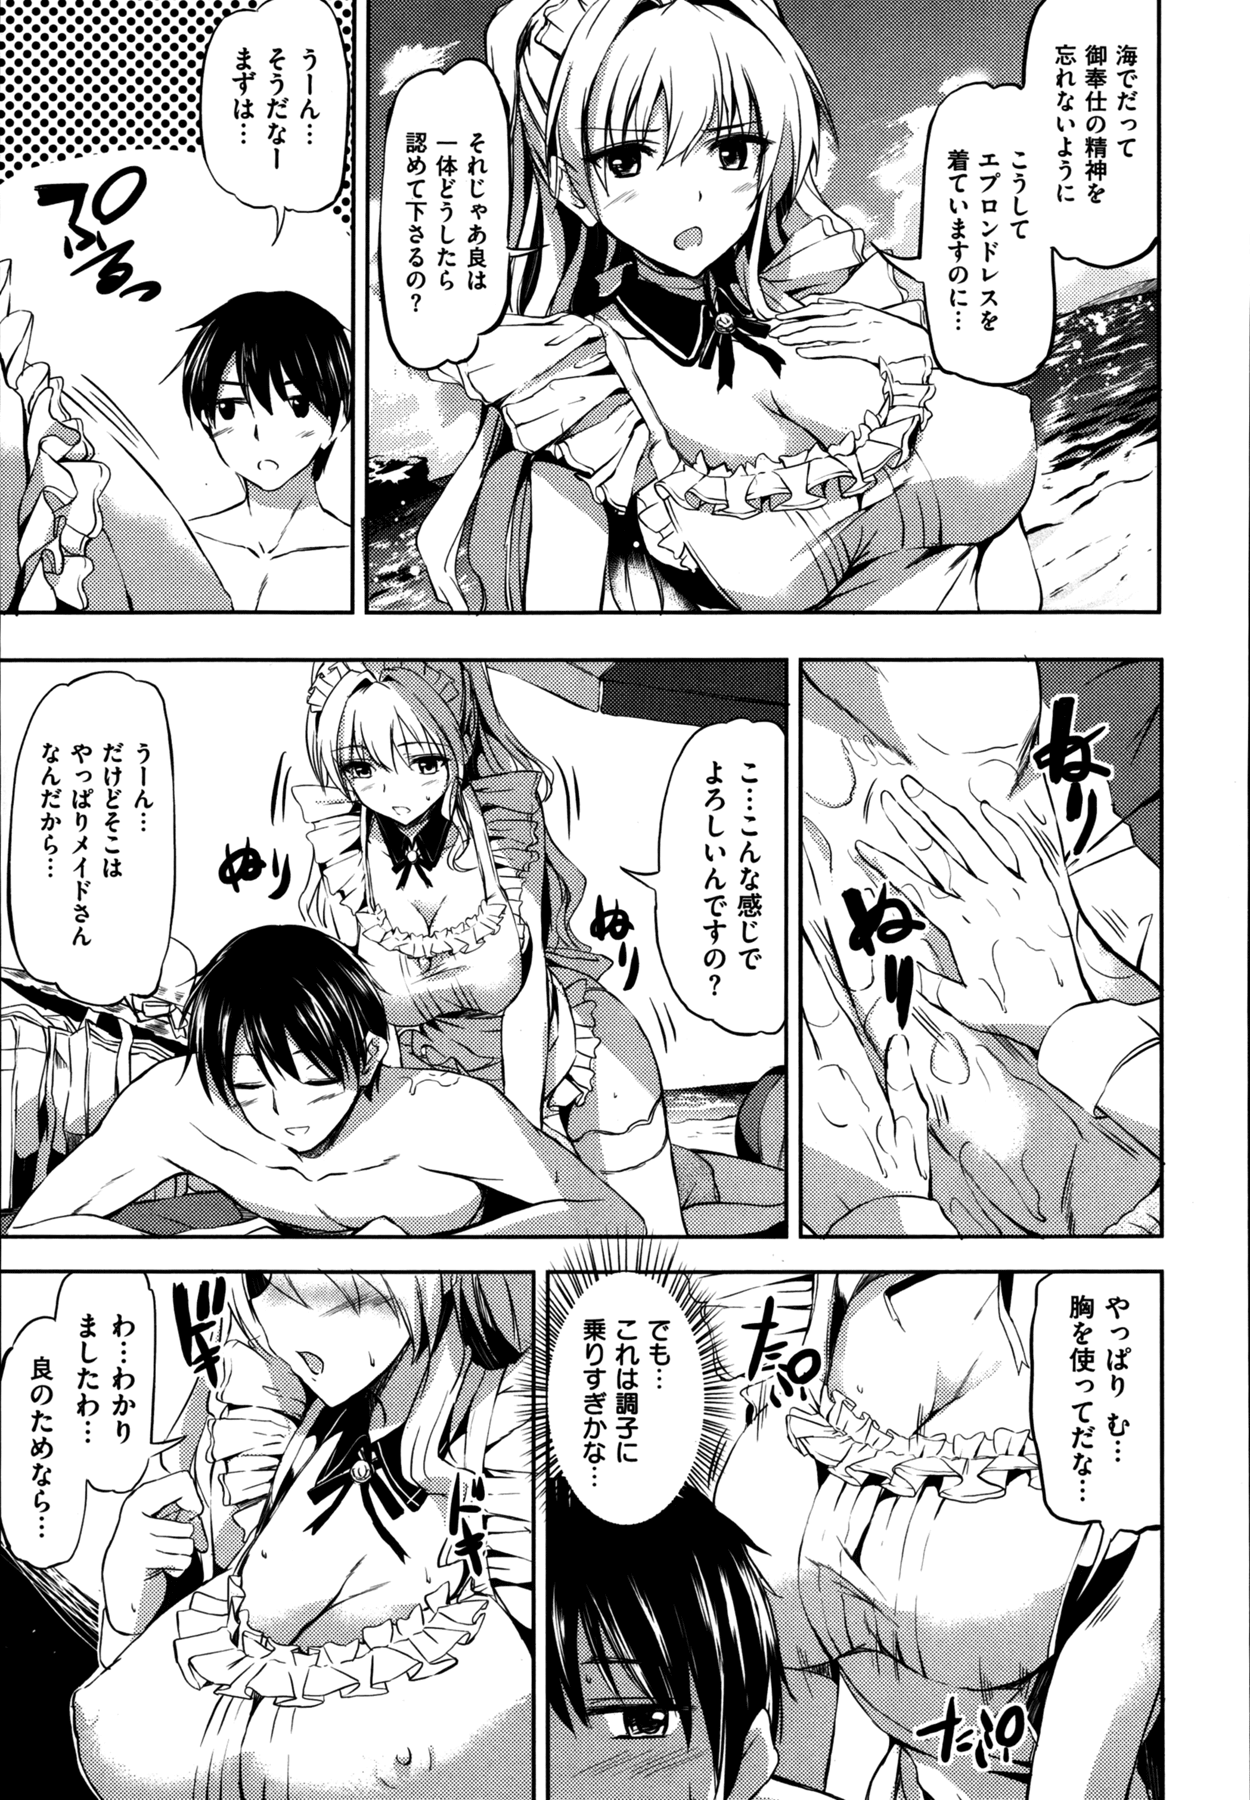 海でだって
御奉仕の精神を
忘れないように
こうして
エプロンドレスを
着ていますのに…
それじゃあ良は
一体どうしたら
認めて下さるの？
うーん…
そうだなー
まずは…
ぷるっ
ぬり
ぬり
こ…こんな感じで
よろしいんですの？
ぬり
ぬり
うーん…
だけどそこは
やっぱりメイドさん
なんだから…
やっぱり む…
胸を使ってだな…
たぷ
たぷ
でも…
これは調子に
乗りすぎかな…
ドキ
ドキ
わ…わかり
ましたわ…
良のためなら…